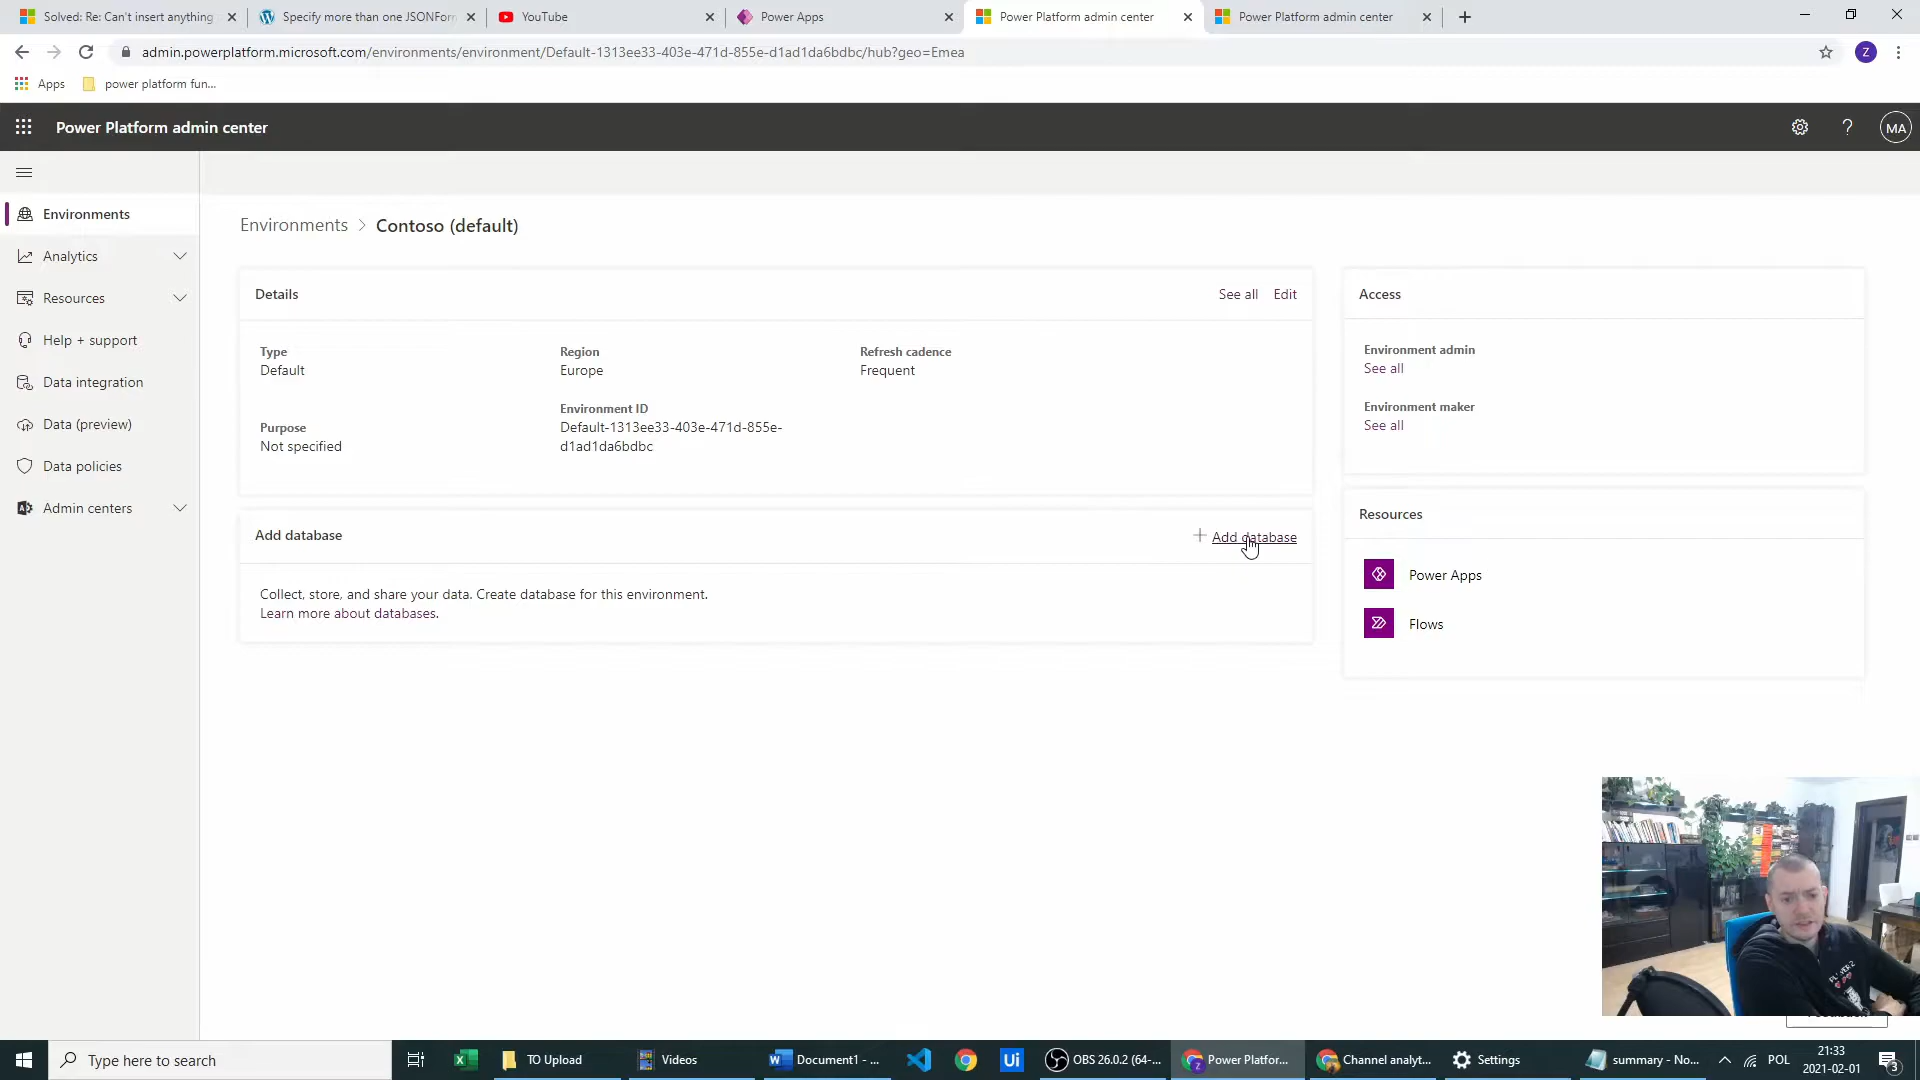 Solved: Re: Can't insert anything
Specify more than one JSONForm
YouTube
Power Apps
Power Platform admin center
Power Platform admin center
admin.powerplatform.microsoft.com/environments/environment/Default-1313ee33-403e-471d-855e-d1ad1da6bdbc/hub?geo=Emea
Z
Apps
power platform fun...
Power Platform admin center
?
MA
Environments
Analytics
Resources
Help + support
Data integration
Data (preview)
Data policies
Admin centers
Environments > Contoso (default)
Details
See all
Edit
Type
Default
Region
Europe
Refresh cadence
Frequent
Purpose
Not specified
Environment ID
Default-1313ee33-403e-471d-855e-
d1ad1da6bdbc
Add database
+ Add database
Collect, store, and share your data. Create database for this environment.
Learn more about databases.
Access
Environment admin
See all
Environment maker
See all
Resources
Power Apps
Flows
Type here to search
TO Upload
Videos
Document1 - ...
Ui
OBS 26.0.2 (64-...
Power Platfor...
Channel analyt...
Settings
summary - No...
POL
21:33
2021-02-01
3